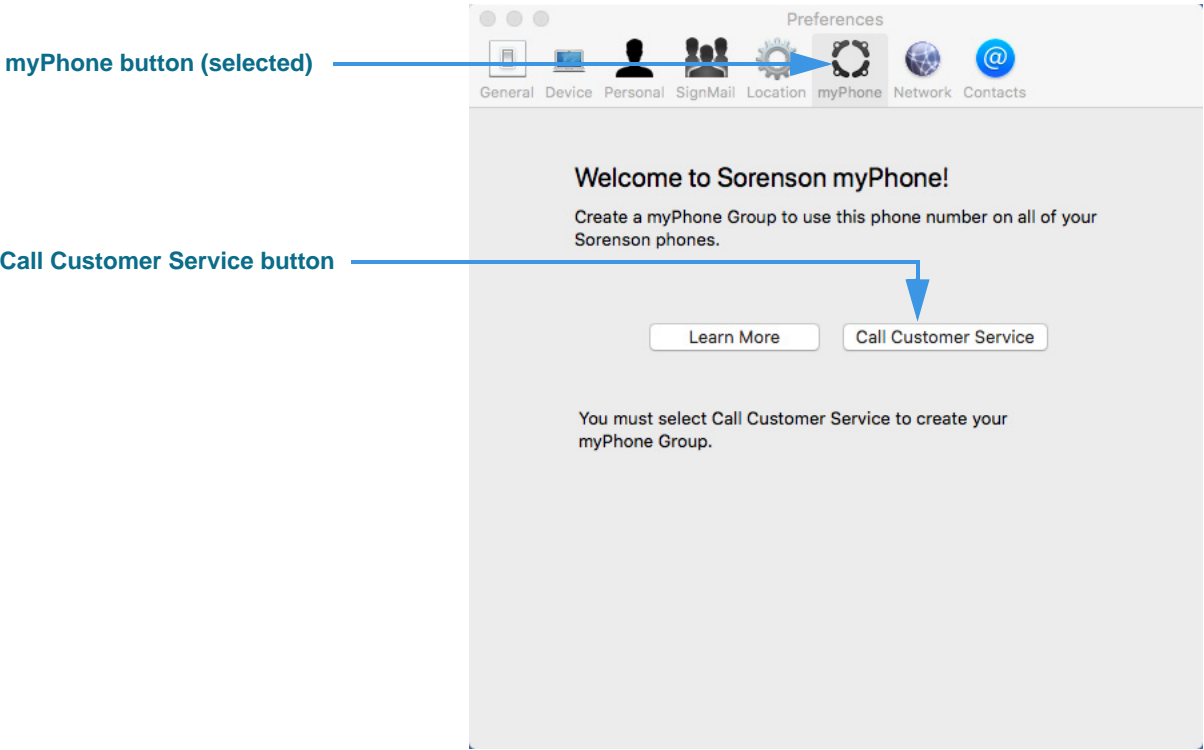 Preferences
myPhone button (selected)
General Device Personal SignMail Location myPhone Network Contacts
@
Welcome to Sorenson myPhone!
Create a myPhone Group to use this phone number on all of your
Sorenson phones.
Call Customer Service button
Learn More
Call Customer Service
You must select Call Customer Service to create your
myPhone Group.